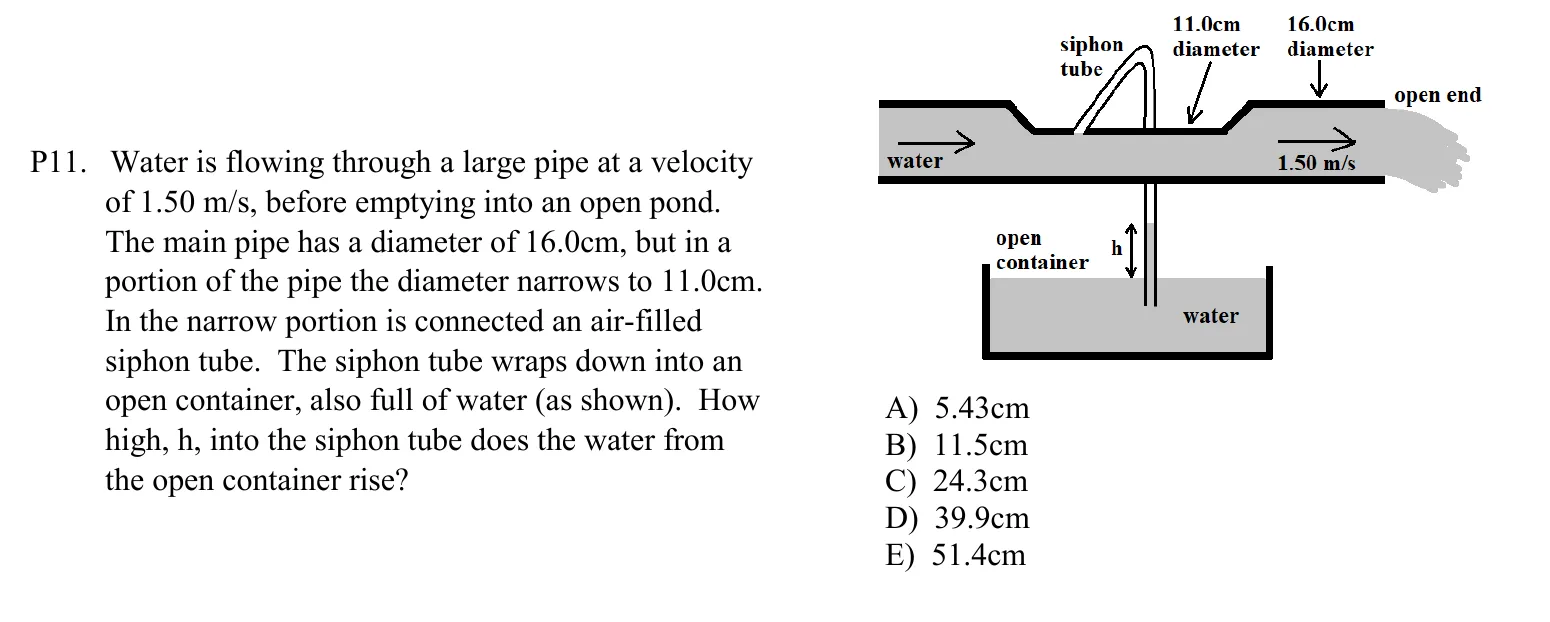 P11. Water is flowing through a large pipe at a velocity
of 1.50 m/s, before emptying into an open pond.
The main pipe has a diameter of 16.0cm, but in a
portion of the pipe the diameter narrows to 11.0cm.
In the narrow portion is connected an air-filled
siphon tube. The siphon tube wraps down into an
open container, also full of water (as shown). How
high, h, into the siphon tube does the water from
the open container rise?
siphon
tube
11.0cm
diameter
16.0cm
diameter
open end
water
1.50 m/s
open
container
h
water
A) 5.43cm
B) 11.5cm
C) 24.3cm
D) 39.9cm
E) 51.4cm